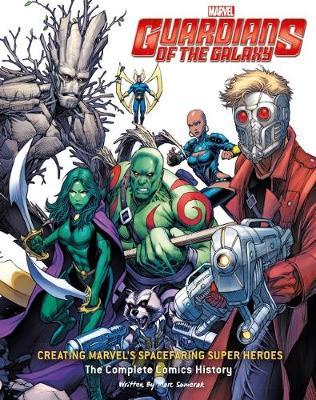 MARVEL
GUARDIANS
OF THE GALAXY
CREATING MARVEL'S SPACEFARING SUPER HEROES
The Complete Comics History
Written By Marc Sumerak